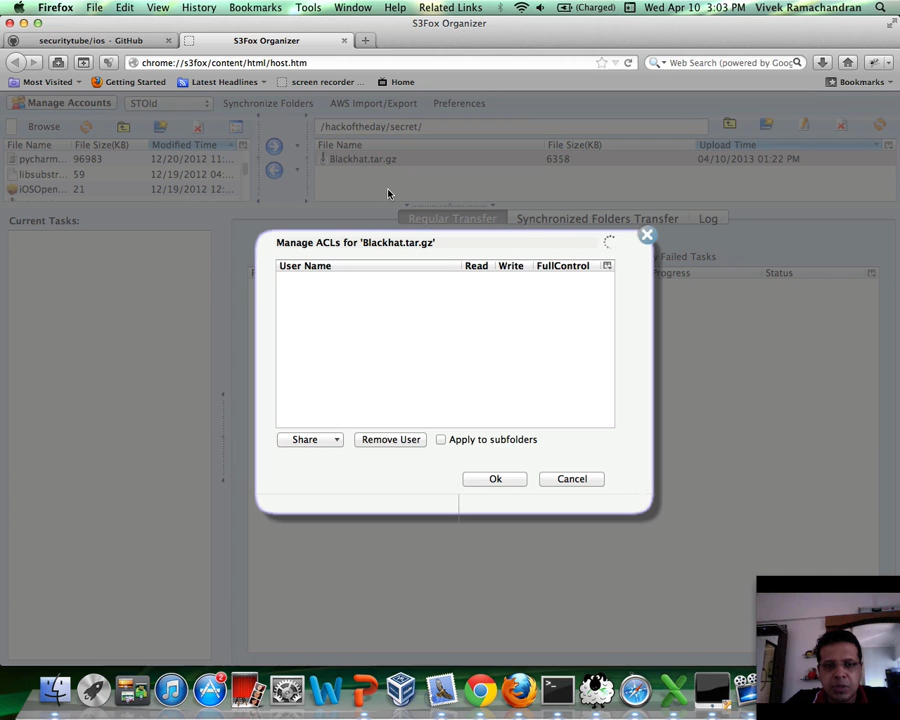 Firefox File Edit View History Bookmarks Tools Window Related Links Help (Charged) Wed Apr 10 3:03 PM Vivek Ramachandran
S3Fox Organizer
securitytube/ios - GitHub × S3Fox Organizer × +
chrome://s3fox/content/html/host.htm Web Search (powered by Goog
Most Visited Getting Started Latest Headlines screen recorder ... Home Bookmarks
Manage Accounts STOld Synchronize Folders AWS Import/Export Preferences
Browse /hackoftheday/secret/
File Name File Size(KB) Modified Time File Name File Size(KB) Upload Time
pycharm... 96983 12/20/2012 11:... Blackhat.tar.gz 6358 04/10/2013 01:22 PM
libsubstr... 59 12/19/2012 04:...
iOSOpen... 21 12/19/2012 ...
Current Tasks: Regular Transfer Synchronized Folders Transfer Log
Manage ACLs for 'Blackhat.tar.gz'
y Failed Tasks
User Name Read Write FullControl
Progress Status
Share Remove User Apply to subfolders
Ok Cancel
2